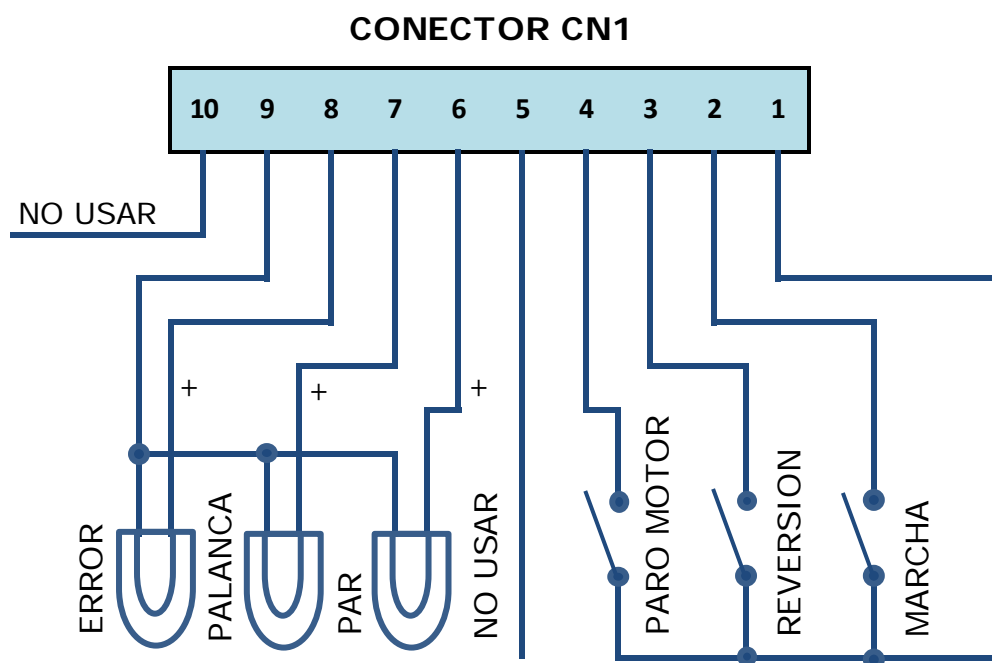 CONECTOR CN1
10 9 8 7 6 5 4 3 2 1
NO USAR
+ + +
ERROR
PALANCA
PAR
NO USAR
PARO MOTOR
REVERSION
MARCHA